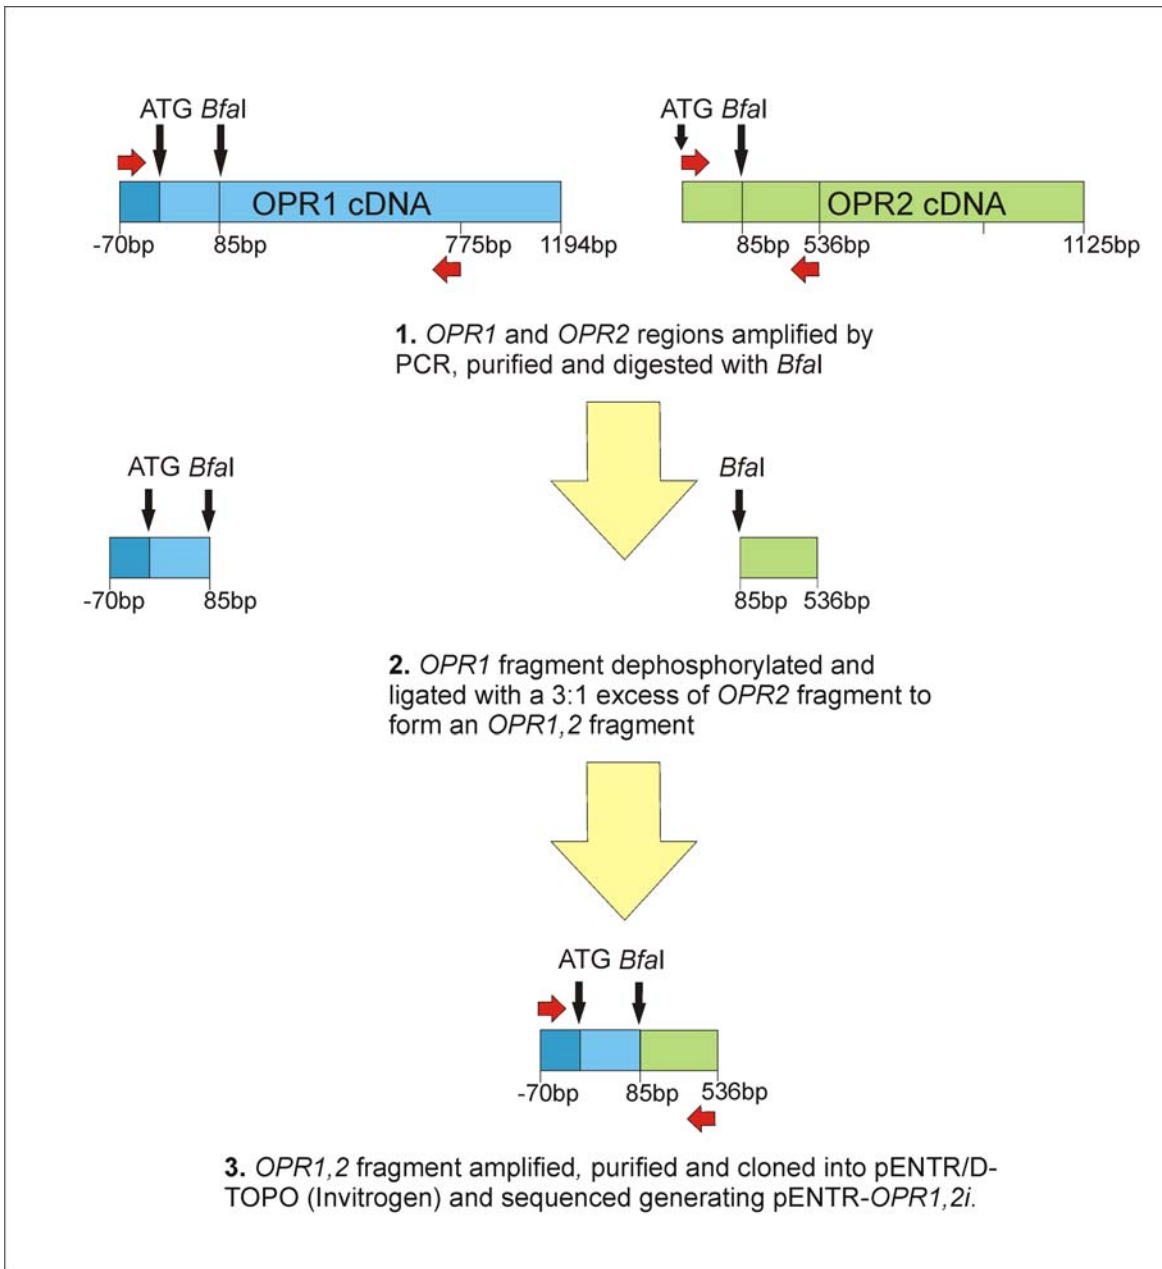 ATG BfaI
ATG BfaI
OPR1 cDNA
OPR2 cDNA
-70bp 85bp 775bp 1194bp
85bp 536bp 1125bp
1. OPR1 and OPR2 regions amplified by
PCR, purified and digested with BfaI
ATG BfaI
BfaI
-70bp 85bp
85bp 536bp
2. OPR1 fragment dephosphorylated and
ligated with a 3:1 excess of OPR2 fragment to
form an OPR1,2 fragment
ATG BfaI
-70bp 85bp 536bp
3. OPR1,2 fragment amplified, purified and cloned into pENTR/D-
TOPO (Invitrogen) and sequenced generating pENTR-OPR1,2i.